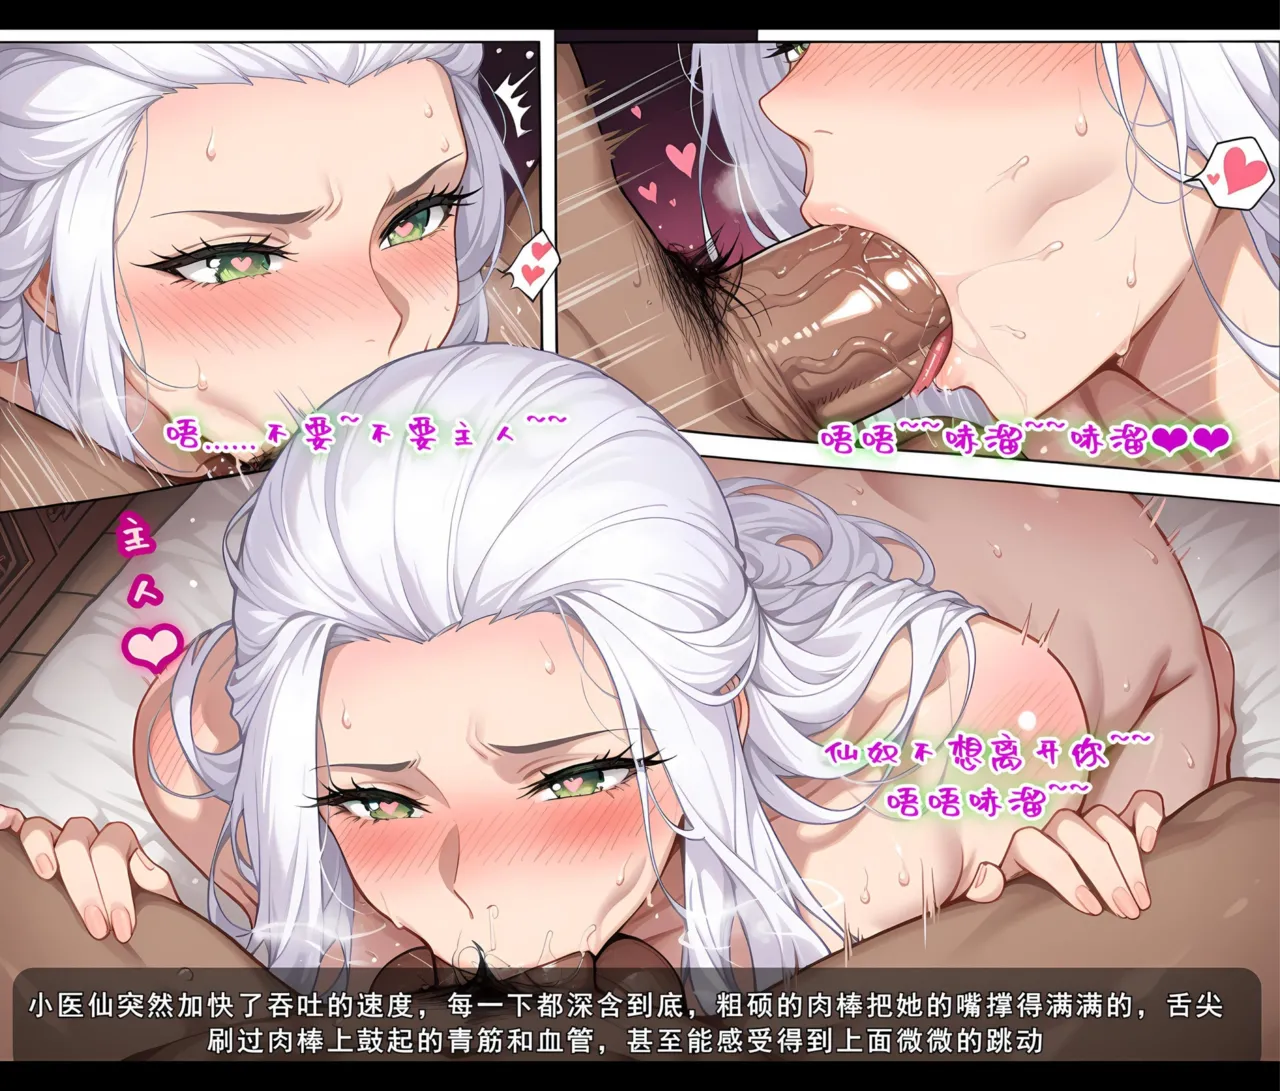 唔……不要~不要主人~~
唔唔~~哧溜~~哧溜❤❤
主人❤
仙奴不想离开你~~
唔唔哧溜~~
小医仙突然加快了吞吐的速度，每一下都深含到底，粗硕的肉棒把她的嘴撑得满满的，舌尖
刷过肉棒上鼓起的青筋和血管，甚至能感受得到上面微微的跳动